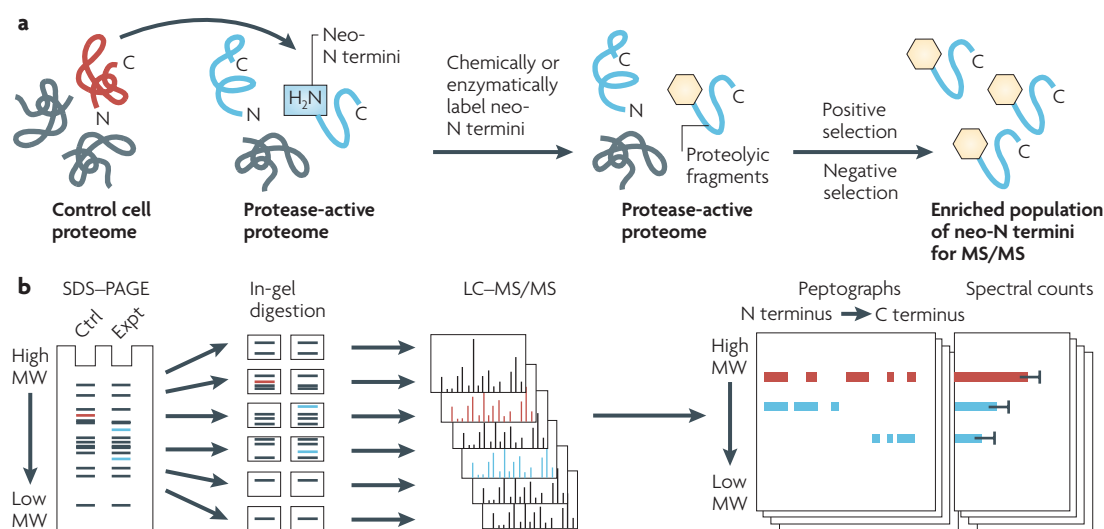 a
C
N
Control cell
proteome
C
N
Neo-
N termini
H2N
C
Protease-active
proteome
Chemically or
enzymatically
label neo-
N termini
C
N
C
Proteolyic
fragments
Protease-active
proteome
Positive
selection
Negative
selection
C
C
C
Enriched population
of neo-N termini
for MS/MS
b
SDS–PAGE
Ctrl
Expt
High
MW
Low
MW
In-gel
digestion
LC–MS/MS
Peptographs
N terminus
C terminus
High
MW
Low
MW
Spectral counts